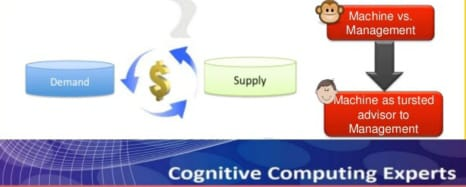 Demand
$
Supply
Machine vs.
Management
Machine as tursted
advisor to
Management
Cognitive Computing Experts